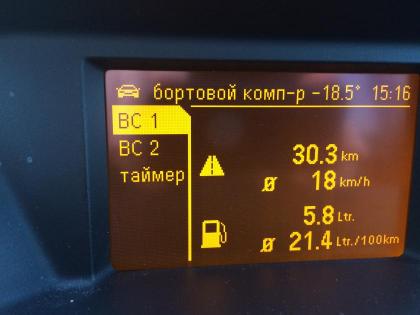 бортовой комп-р -18.5° 15:16
BC 1
BC 2
таймер
30.3 km
Ø 18 km/h
5.8 Ltr.
Ø 21.4 Ltr./100km